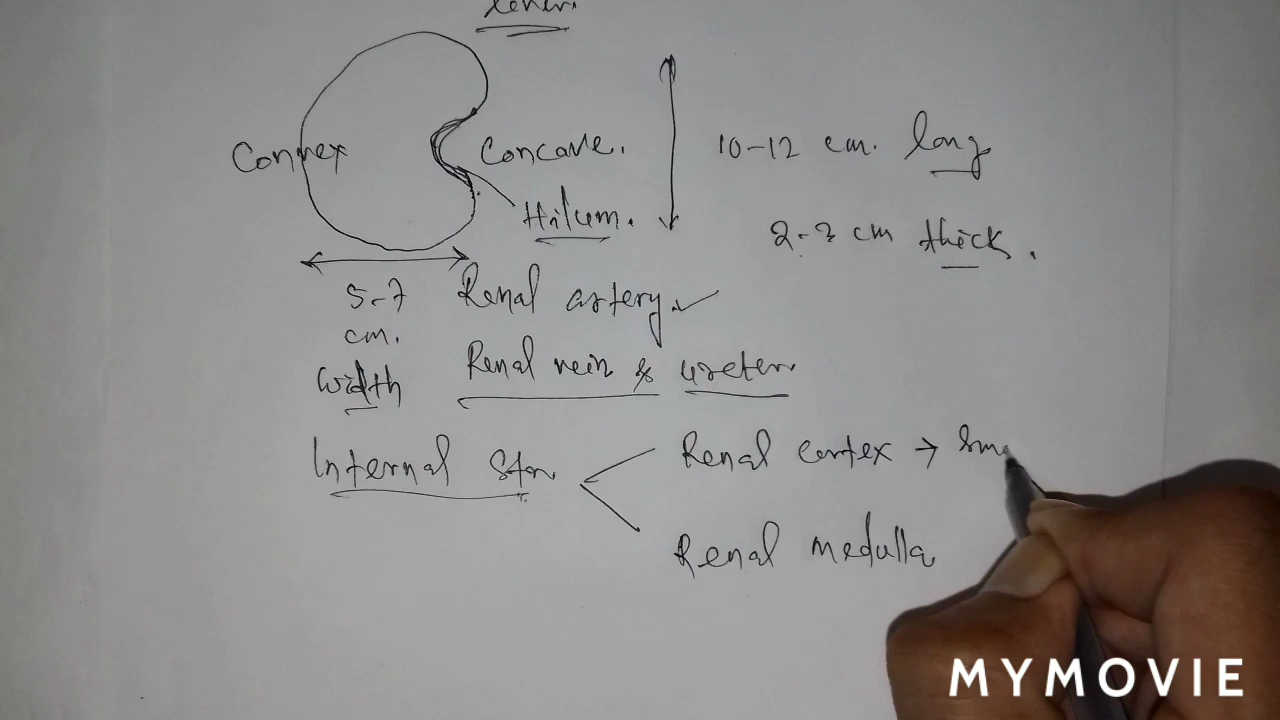 Convex
Concave.
Hilum.
10-12 cm. long
2-3 cm thick.
5-7
cm.
width
Renal artery.
Renal vein & ureter.
Internal Str.
Renal cortex → Sm
Renal medulla
MYMOVIE